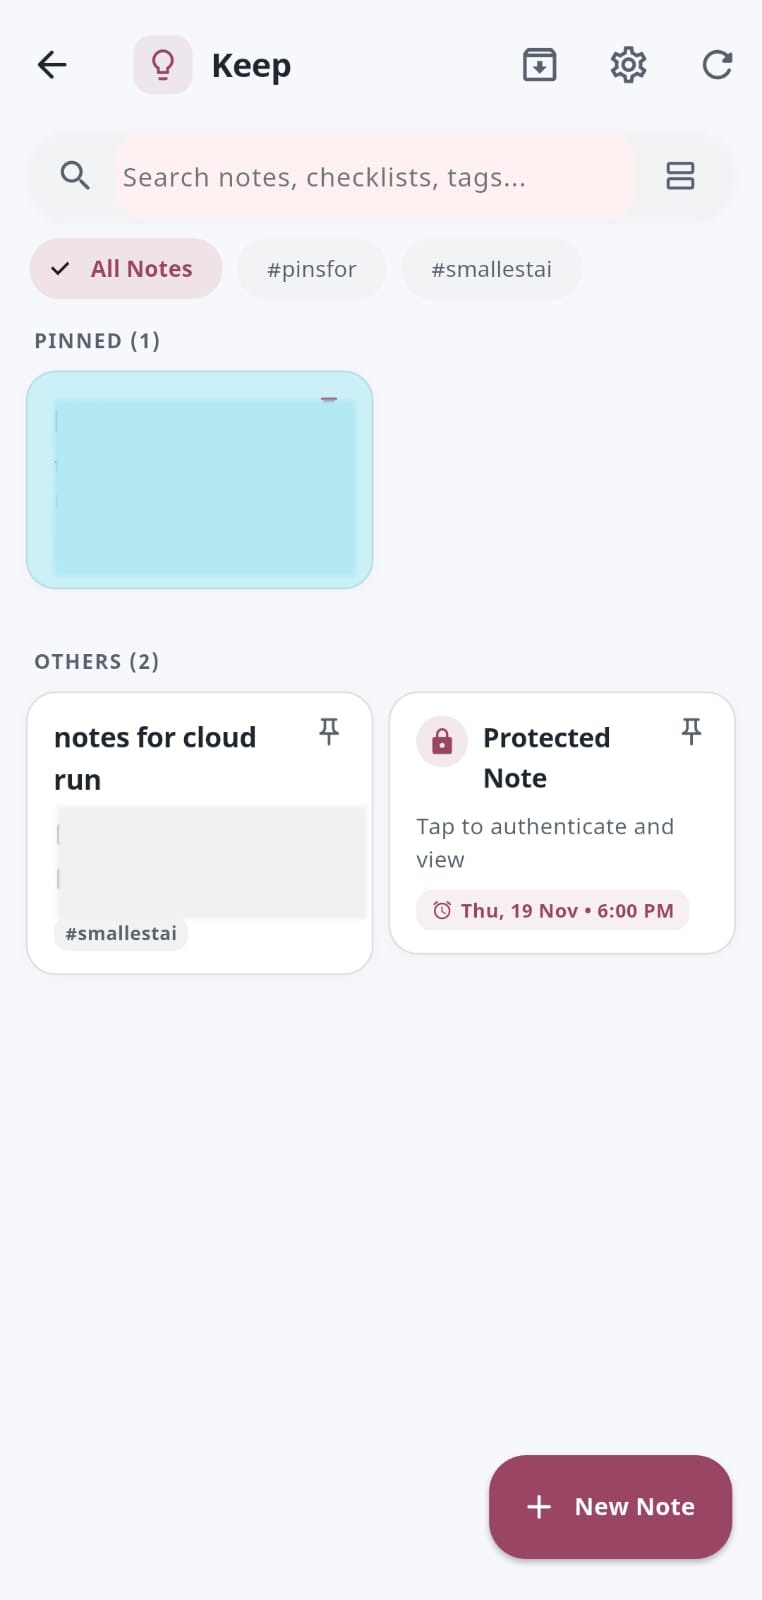 Keep
Search notes, checklists, tags...
All Notes
#pinsfor
#smallestai
PINNED (1)
OTHERS (2)
notes for cloud
run
#smallestai
Protected
Note
Tap to authenticate and
view
Thu, 19 Nov • 6:00 PM
New Note